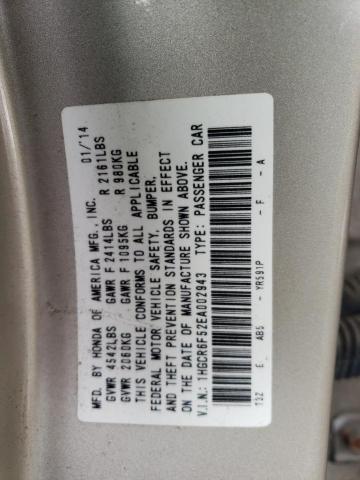 MFD. BY HONDA OF AMERICA MFG., INC. 01/'14
GVWR 4542LBS GAWR F 2414LBS R 2161LBS
GVWR 2060KG GAWR F 1095KG R 980KG
THIS VEHICLE CONFORMS TO ALL APPLICABLE
FEDERAL MOTOR VEHICLE SAFETY, BUMPER,
AND THEFT PREVENTION STANDARDS IN EFFECT
ON THE DATE OF MANUFACTURE SHOWN ABOVE.
V.I.N.: 1HGCR6F52EA002943 TYPE: PASSENGER CAR
T3Z E AB5 - YR591P - F - A